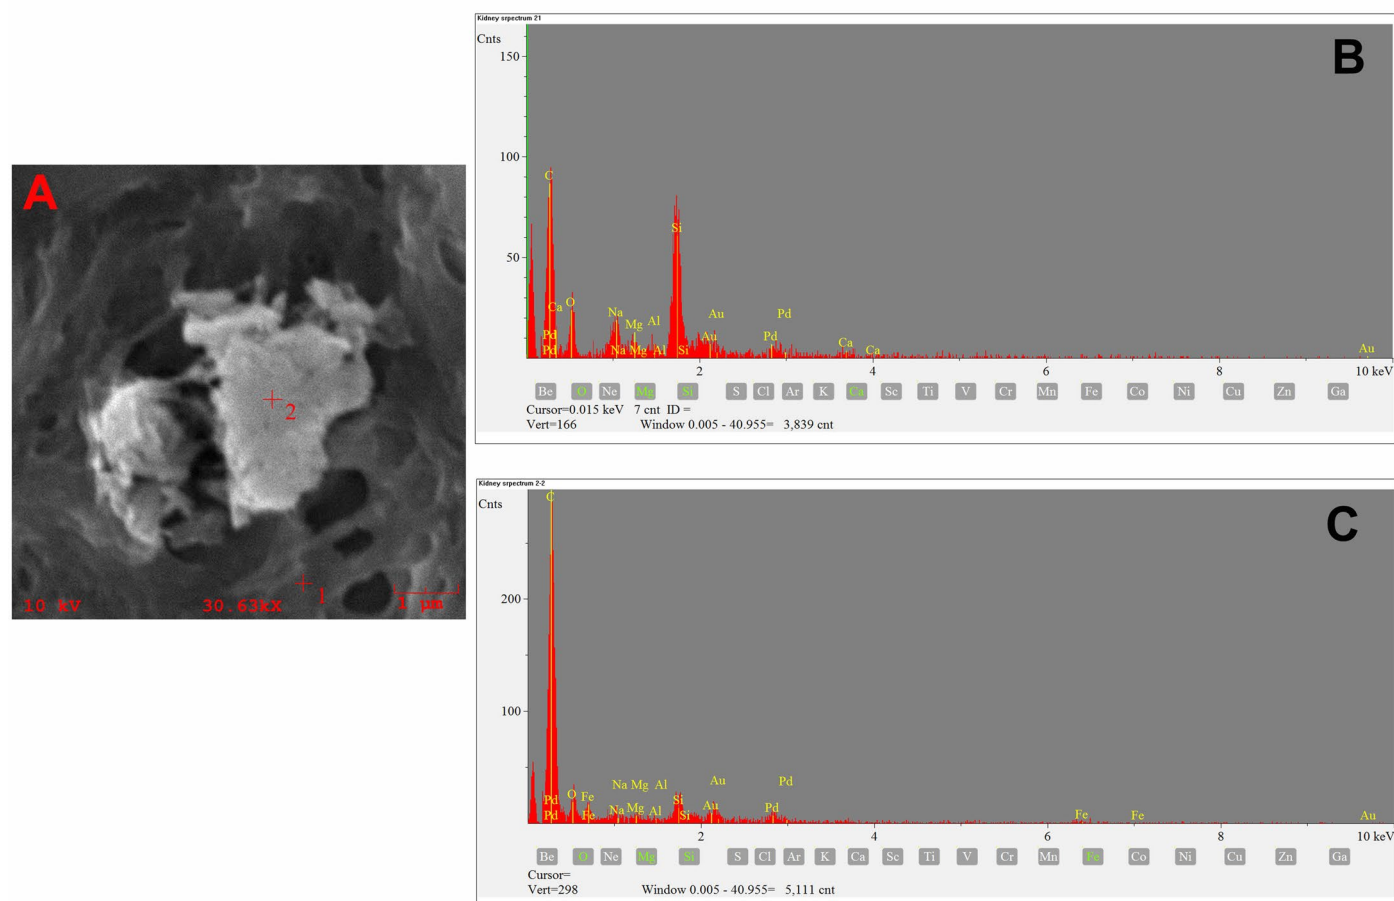 A
2
1
10 kV 30.63kX 1 µm
Kidney srpectrum 21
Cnts
B
150
100
50
C
Ca
O
Pd
Pd
Na
Mg
Al
Na
Mg
Al
Si
Si
Au
Au
Pd
Pd
Ca
Ca
Au
2 4 6 8 10 keV
Be O Ne Mg Si S Cl Ar K Ca Sc Ti V Cr Mn Fe Co Ni Cu Zn Ga
Cursor=0.015 keV 7 cnt ID =
Vert=166 Window 0.005 - 40.955= 3,839 cnt
Kidney srpectrum 2-2
Cnts
C
200
100
C
Pd
Pd
O
Fe
Fe
Na Mg Al
Na Mg Al
Si
Si
Au
Au
Pd
Pd
Fe Fe
Au
2 4 6 8 10 keV
Be O Ne Mg Si S Cl Ar K Ca Sc Ti V Cr Mn Fe Co Ni Cu Zn Ga
Cursor=
Vert=298 Window 0.005 - 40.955= 5,111 cnt